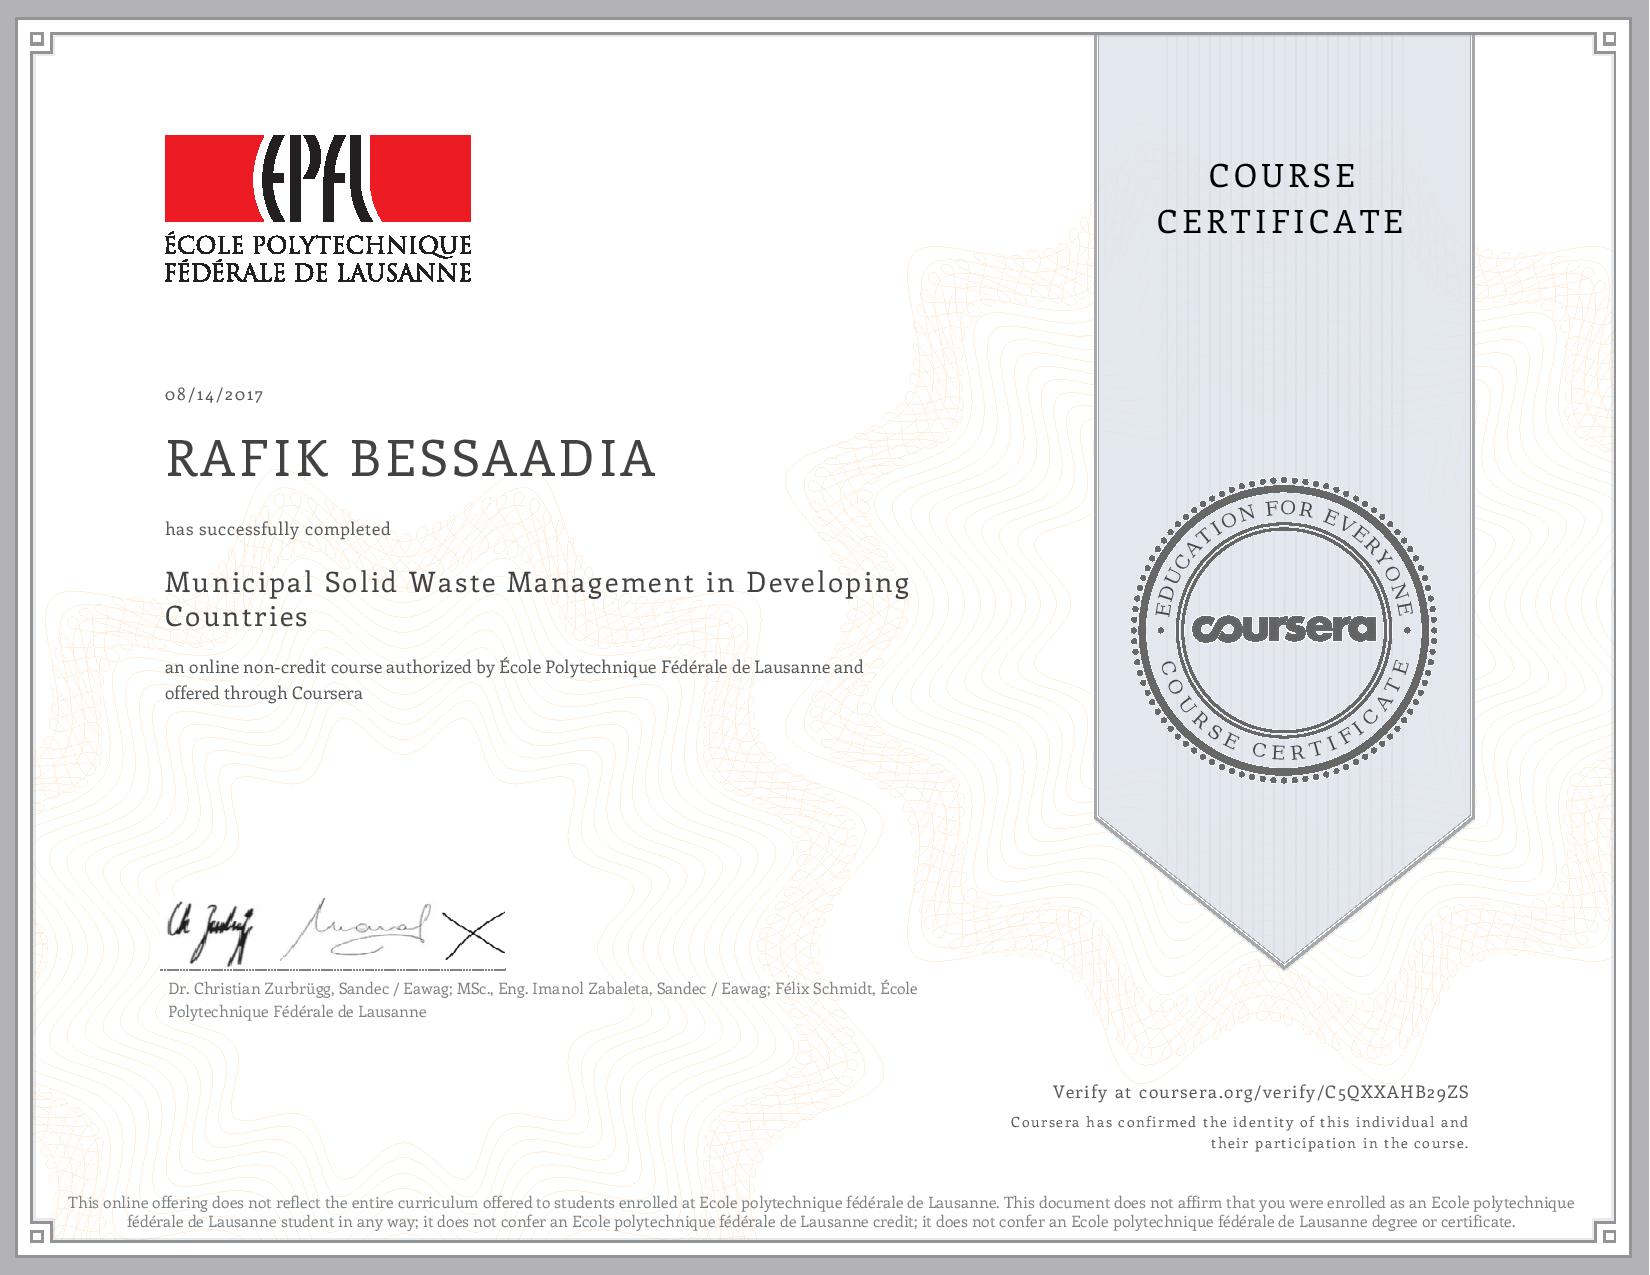 EPFL
ÉCOLE POLYTECHNIQUE
FÉDÉRALE DE LAUSANNE
COURSE
CERTIFICATE
08/14/2017
RAFIK BESSAADIA
has successfully completed
Municipal Solid Waste Management in Developing
Countries
an online non-credit course authorized by École Polytechnique Fédérale de Lausanne and
offered through Coursera
EDUCATION FOR EVERYONE
coursera
COURSE CERTIFICATE
Dr. Christian Zurbrügg, Sandec / Eawag; MSc., Eng. Imanol Zabaleta, Sandec / Eawag; Félix Schmidt, École
Polytechnique Fédérale de Lausanne
Verify at coursera.org/verify/C5QXXAHB29ZS
Coursera has confirmed the identity of this individual and
their participation in the course.
This online offering does not reflect the entire curriculum offered to students enrolled at Ecole polytechnique fédérale de Lausanne. This document does not affirm that you were enrolled as an Ecole polytechnique
fédérale de Lausanne student in any way; it does not confer an Ecole polytechnique fédérale de Lausanne credit; it does not confer an Ecole polytechnique fédérale de Lausanne degree or certificate.